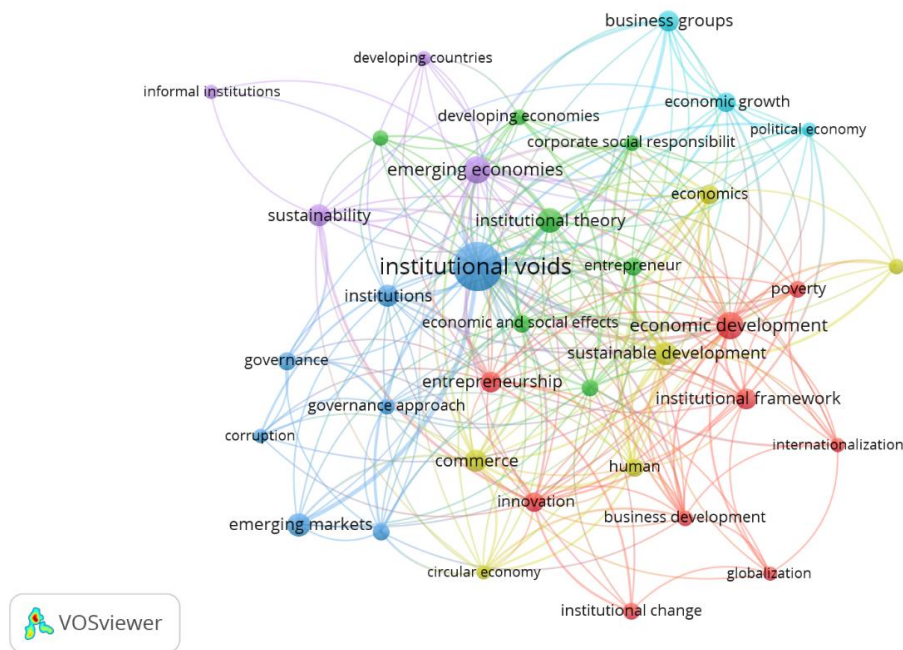 business groups
developing countries
informal institutions
economic growth
developing economies
political economy
corporate social responsibilit
emerging economies
economics
sustainability
institutional theory
institutional voids
entrepreneur
poverty
institutions
economic and social effects
economic development
sustainable development
governance
entrepreneurship
institutional framework
governance approach
corruption
internationalization
commerce
human
innovation
business development
emerging markets
circular economy
globalization
institutional change
VOSviewer